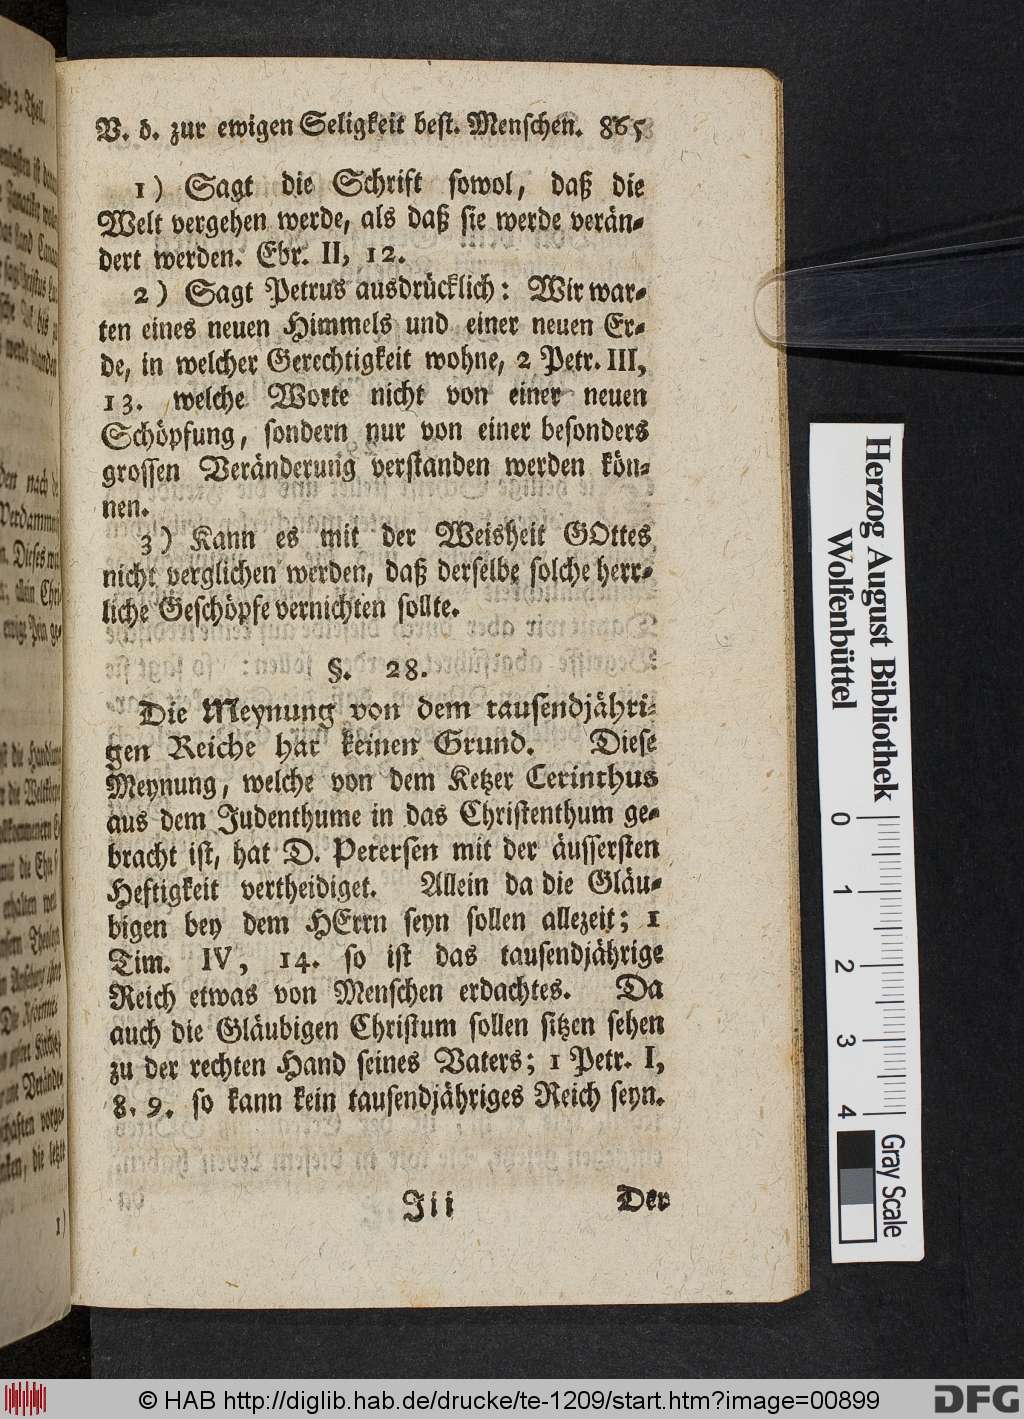 V. d. zur ewigen Seligkeit best. Menschen. 865
1) Sagt die Schrift sowol, daß die
Welt vergehen werde, als daß sie werde verän-
dert werden. Ebr. II, 12.
2) Sagt Petrus ausdrücklich: Wir war-
ten eines neuen Himmels und einer neuen Er-
de, in welcher Gerechtigkeit wohne, 2 Petr. III,
13. welche Worte nicht von einer neuen
Schöpfung, sondern nur von einer besonders
grossen Veränderung verstanden werden kön-
nen.
3) Kann es mit der Weisheit GOttes
nicht verglichen werden, daß derselbe solche herr-
liche Geschöpfe vernichten sollte.
§. 28.
Die Meynung von dem tausendjähri-
gen Reiche hat keinen Grund. Diese
Meynung, welche von dem Ketzer Cerinthus
aus dem Judenthume in das Christenthum ge-
bracht ist, hat D. Petersen mit der äussersten
Heftigkeit vertheidiget. Allein da die Gläu-
bigen bey dem HErrn seyn sollen allezeit; 1
Tim. IV, 14. so ist das tausendjährige
Reich etwas von Menschen erdachtes. Da
auch die Gläubigen Christum sollen sitzen sehen
zu der rechten Hand seines Vaters; 1 Petr. I,
8. 9. so kann kein tausendjähriges Reich seyn.
Jii Der
Herzog August Bibliothek
Wolfenbüttel
0 1 2 3 4
Gray Scale
© HAB http://diglib.hab.de/drucke/te-1209/start.htm?image=00899
DFG